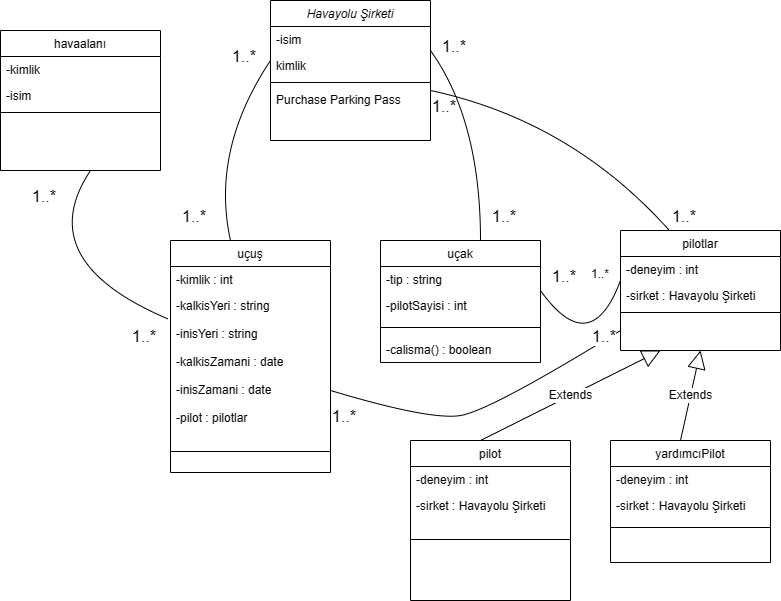 Havayolu Şirketi
-isim
kimlik
Purchase Parking Pass
havaalanı
-kimlik
-isim
1..*
1..*
1..*
1..*
1..*
1..*
1..*
1..*
uçuş
-kimlik : int
-kalkisYeri : string
-inisYeri : string
-kalkisZamani : date
-inisZamani : date
-pilot : pilotlar
1..*
1..*
uçak
-tip : string
-pilotSayisi : int
-calisma() : boolean
1..*
1..*
pilotlar
-deneyim : int
-sirket : Havayolu Şirketi
Extends
Extends
pilot
-deneyim : int
-sirket : Havayolu Şirketi
yardımcıPilot
-deneyim : int
-sirket : Havayolu Şirketi